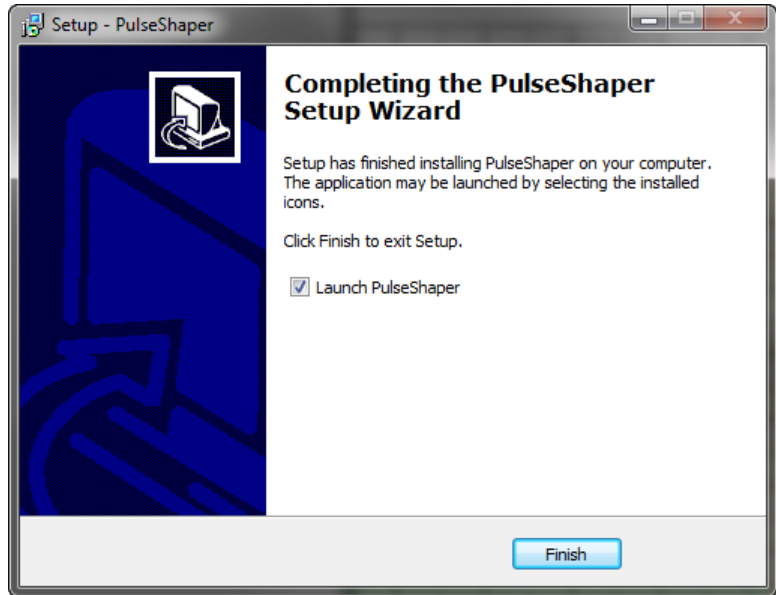 Setup - PulseShaper
Completing the PulseShaper
Setup Wizard
Setup has finished installing PulseShaper on your computer.
The application may be launched by selecting the installed
icons.
Click Finish to exit Setup.
Launch PulseShaper
Finish